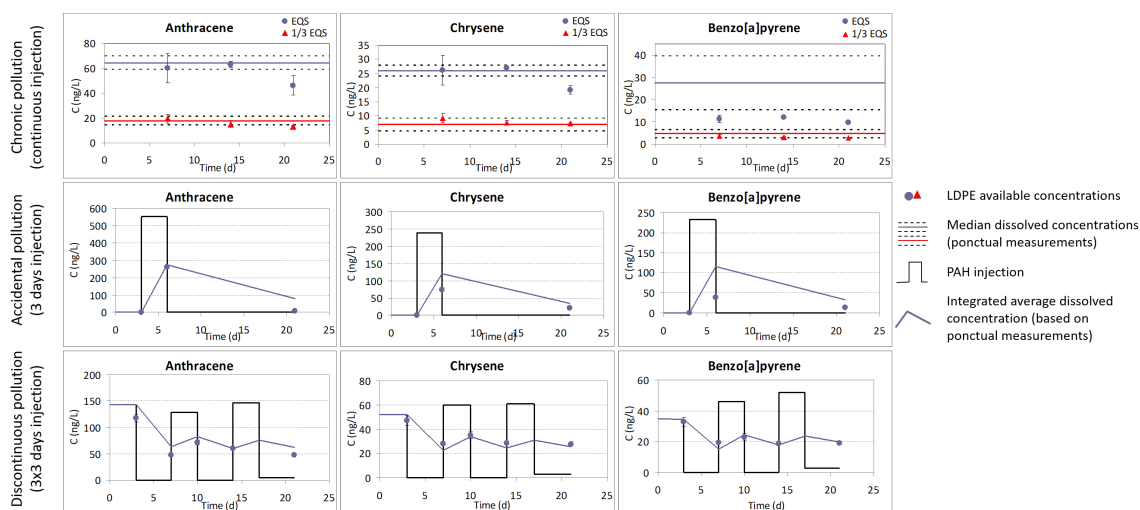 Chronic pollution
(continuous injection)
Anthracene
EQS
1/3 EQS
C (ng/L)
80
60
40
20
0
0 5 10 15 20 25
Time (d)
Chrysene
EQS
1/3 EQS
C (ng/L)
35
30
25
20
15
10
5
0
0 5 10 15 20 25
Time (d)
Benzo[a]pyrene
EQS
1/3 EQS
C (ng/L)
50
40
30
20
10
0
0 5 10 15 20 25
Time (d)
Accidental pollution
(3 days injection)
Anthracene
C (ng/L)
600
500
400
300
200
100
0
0 5 10 15 20 25
Time (d)
Chrysene
C (ng/L)
300
250
200
150
100
50
0
0 5 10 15 20 25
Time (d)
Benzo[a]pyrene
C (ng/L)
250
200
150
100
50
0
0 5 10 15 20 25
Time (d)
Discontinuous pollution
(3x3 days injection)
Anthracene
C (ng/L)
200
150
100
50
0
0 5 10 15 20 25
Time (d)
Chrysene
C (ng/L)
80
60
40
20
0
0 5 10 15 20 25
Time (d)
Benzo[a]pyrene
C (ng/L)
60
40
20
0
0 5 10 15 20 25
Time (d)
LDPE available concentrations
Median dissolved concentrations
(ponctual measurements)
PAH injection
Integrated average dissolved
concentration (based on
ponctual measurements)